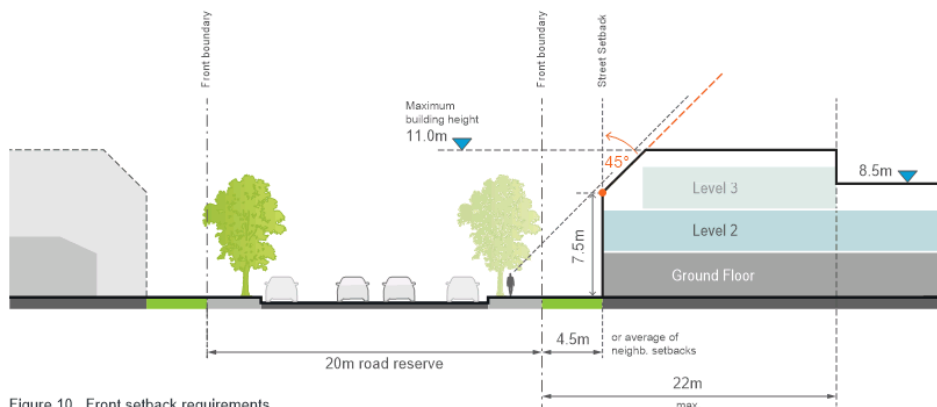 Front boundary
Front boundary
Street Setback
Maximum
building height
11.0m
45°
8.5m
Level 3
Level 2
7.5m
Ground Floor
4.5m
or average of
neighb. setbacks
20m road reserve
22m
max
Figure 10 Front setback requirements